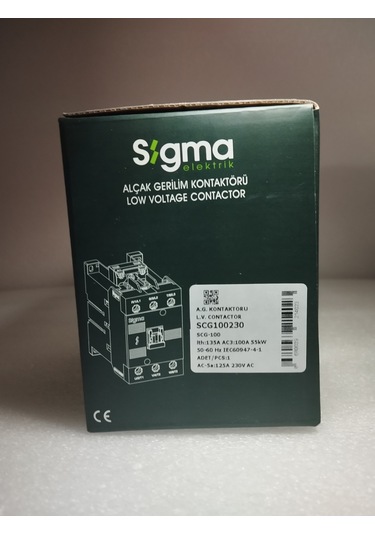 Sigma
elektrik
ALÇAK GERİLİM KONTAKTÖRÜ
LOW VOLTAGE CONTACTOR
sigma
A.G. KONTAKTÖRÜ
L.V. CONTACTOR
SCG100230
SCG-100
Ith:135A AC3:100A 55kW
50-60 Hz IEC60947-4-1
ADET/PCS:1
AC-5a:125A 230V AC
CE